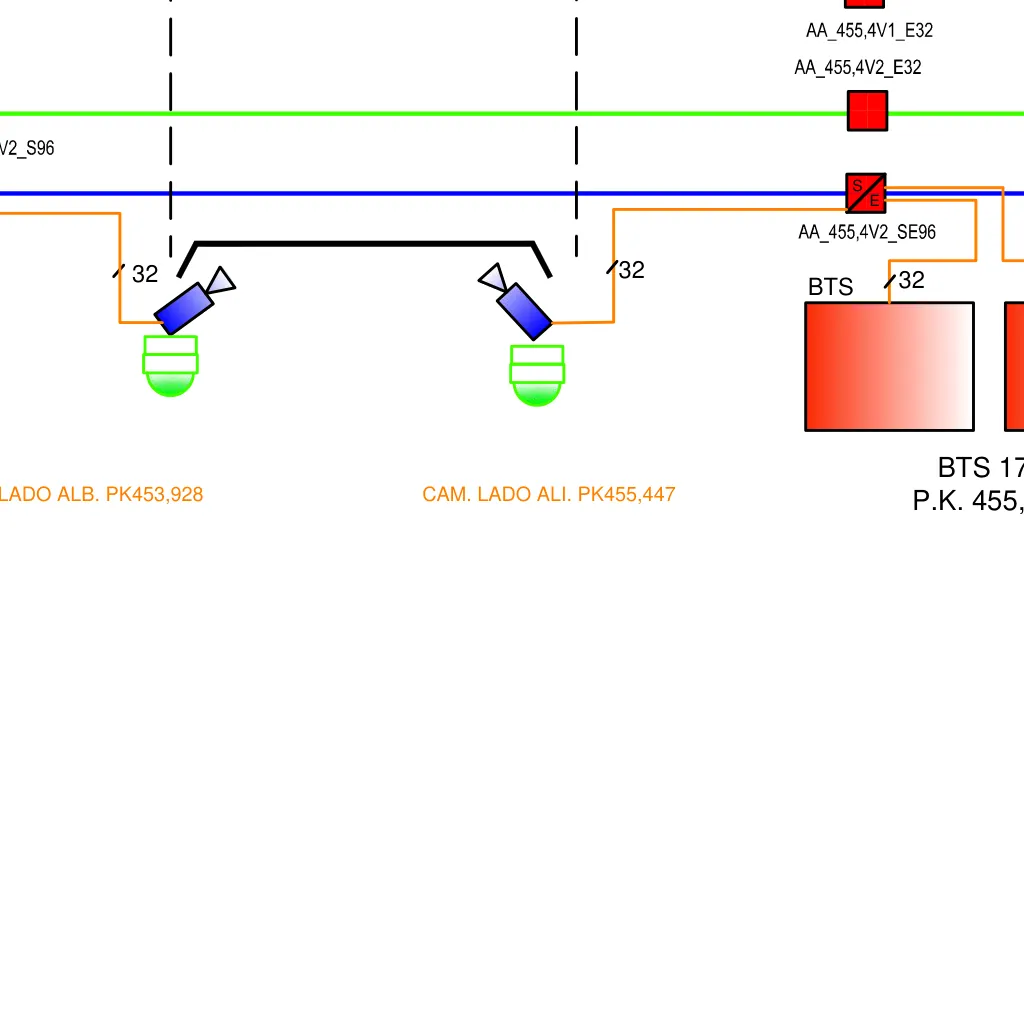 AA_455,4V1_E32
AA_455,4V2_E32
V2_S96
S
E
AA_455,4V2_SE96
32
32
BTS
32
BTS 17
P.K. 455,
LADO ALB. PK453,928
CAM. LADO ALI. PK455,447